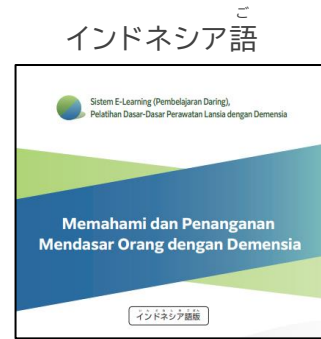 ご
インドネシア語
Sistem E-Learning (Pembelajaran Daring),
Pelatihan Dasar-Dasar Perawatan Lansia dengan Demensia
Memahami dan Penanganan
Mendasar Orang dengan Demensia
インドネシア語版